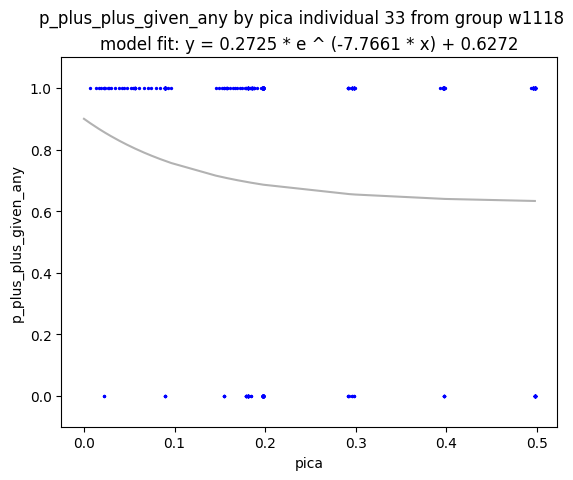 p_plus_plus_given_any by pica individual 33 from group w1118
model fit: y = 0.2725 * e ^ (-7.7661 * x) + 0.6272
p_plus_plus_given_any
1.0
0.8
0.6
0.4
0.2
0.0
0.0 0.1 0.2 0.3 0.4 0.5
pica